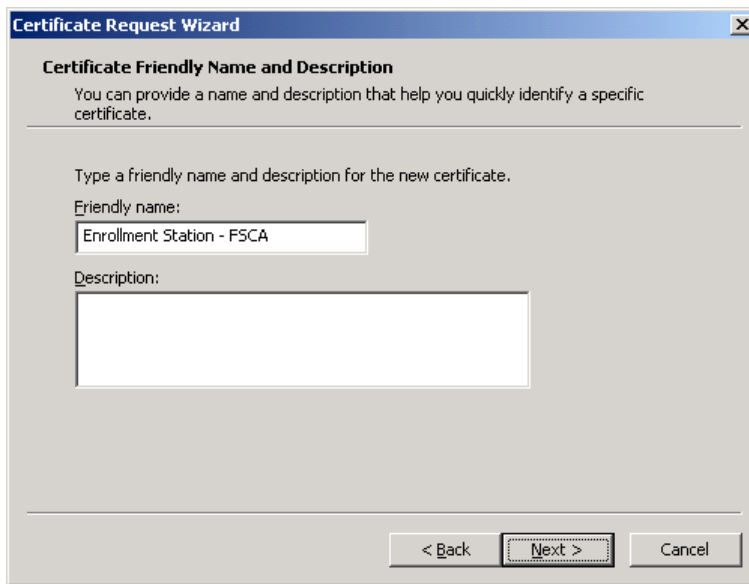 Certificate Request Wizard
Certificate Friendly Name and Description
You can provide a name and description that help you quickly identify a specific
certificate.
Type a friendly name and description for the new certificate.
Friendly name:
Enrollment Station - FSCA
Description:
< Back
Next >
Cancel